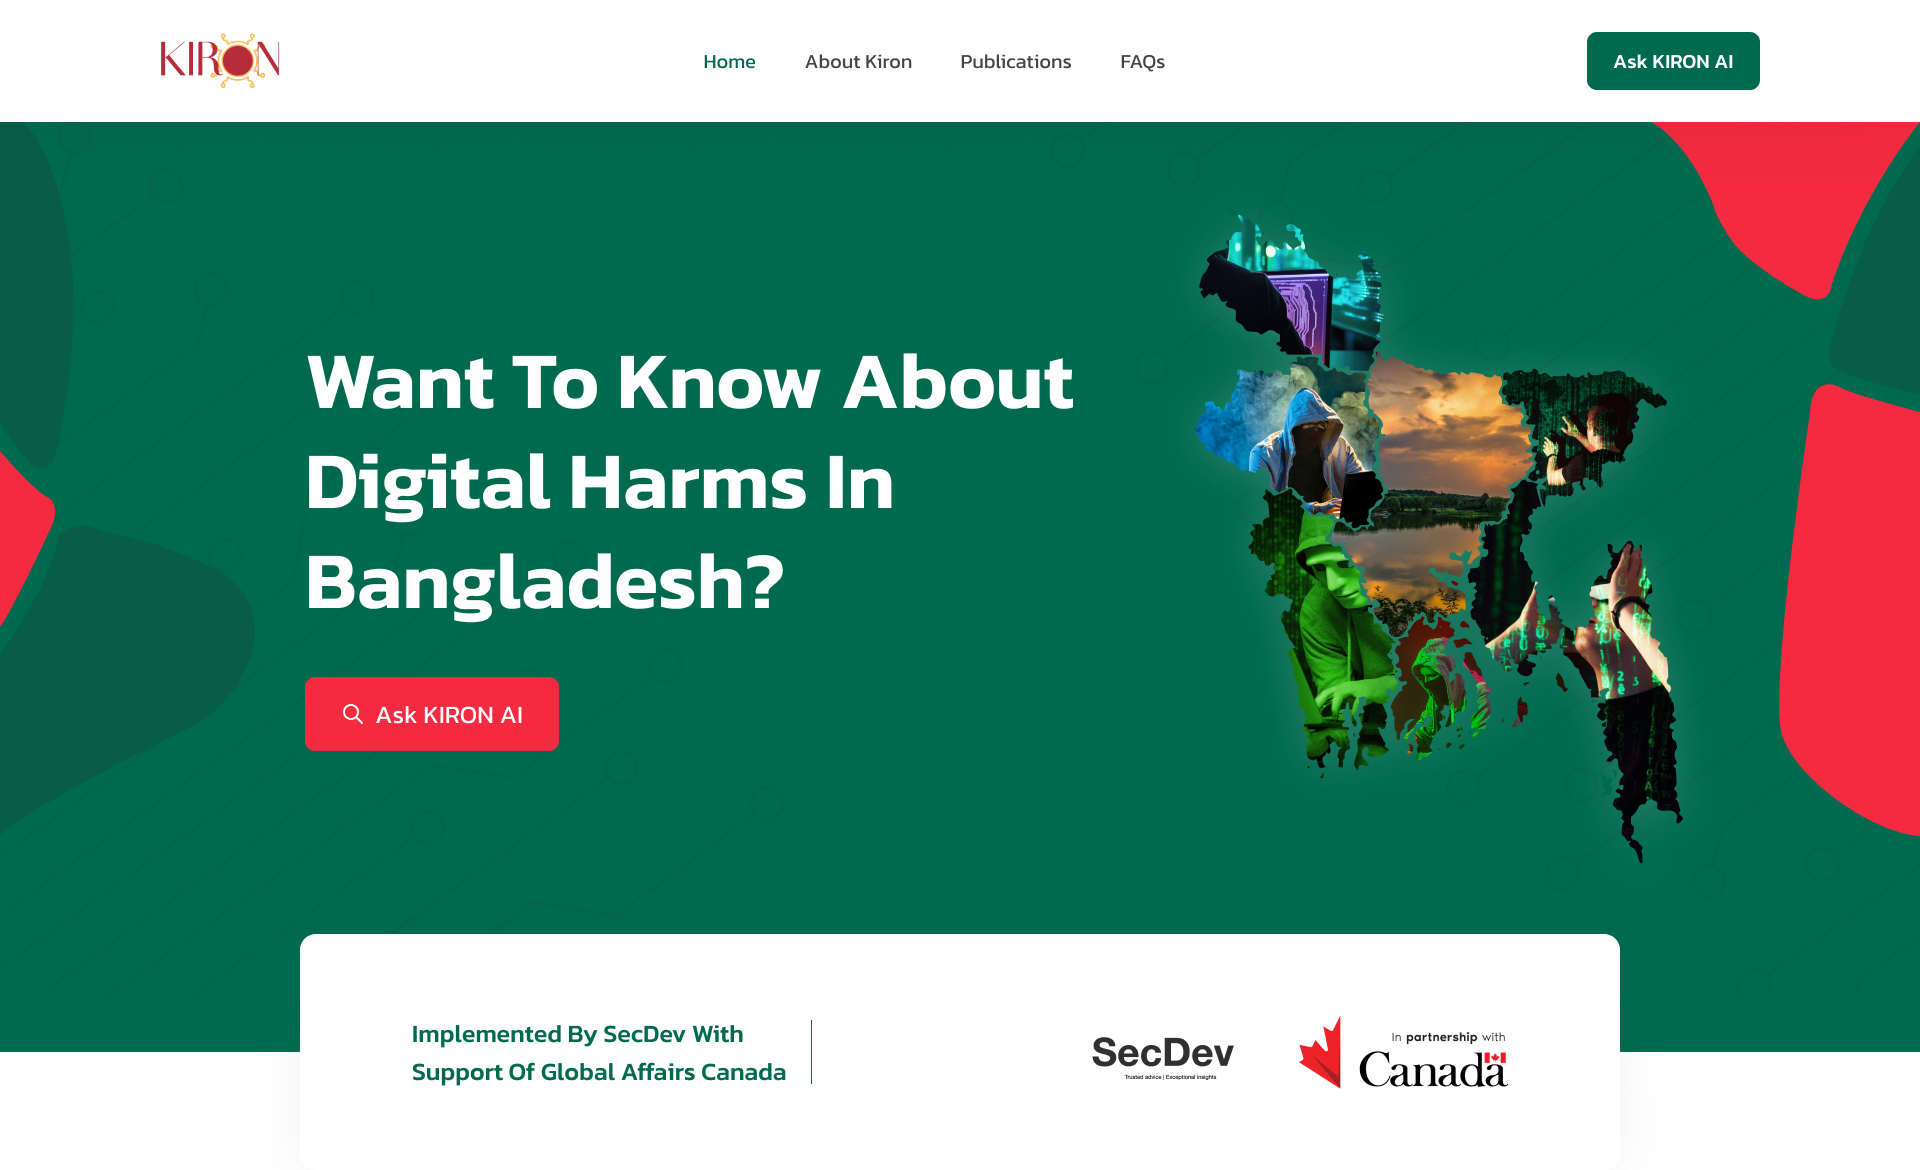 KIRON
Home
About Kiron
Publications
FAQs
Ask KIRON AI
Want To Know About
Digital Harms In
Bangladesh?
Ask KIRON AI
Implemented By SecDev With
Support Of Global Affairs Canada
SecDev
Trusted advice | Exceptional insights
In partnership with
Canada